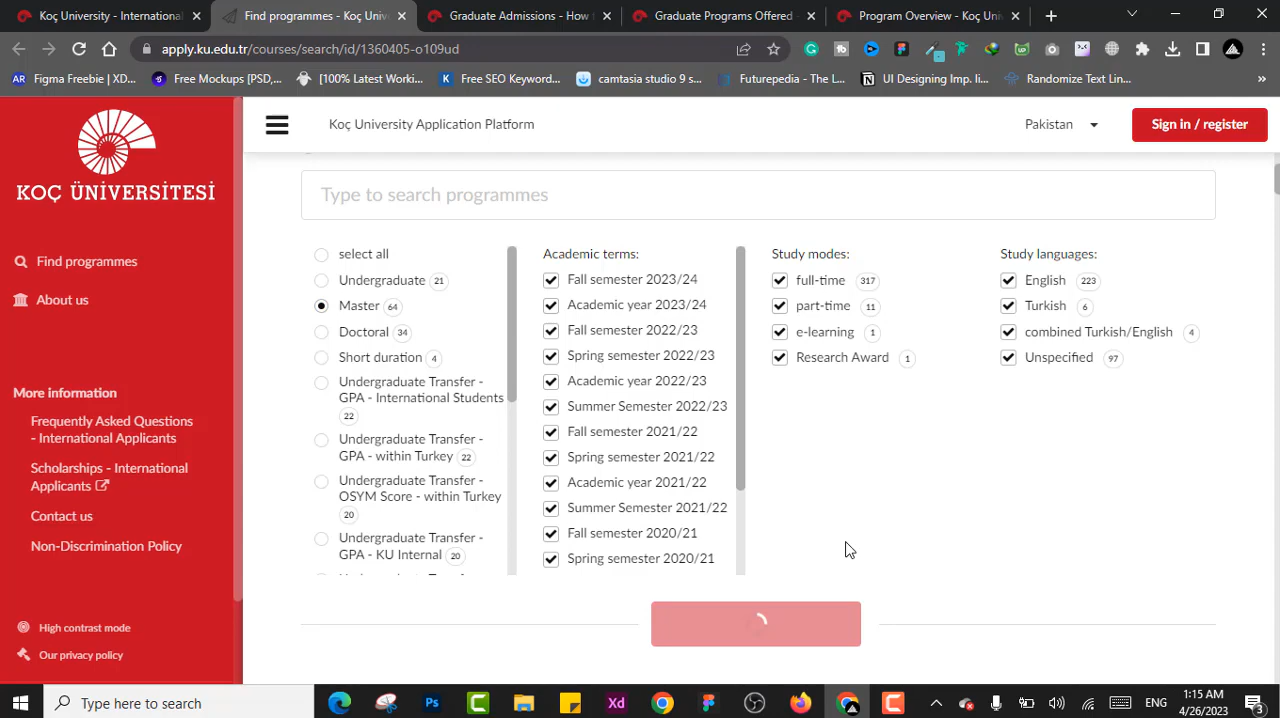 Koç University - International
Find programmes - Koç Univ
Graduate Admissions - How t
Graduate Programs Offered
Program Overview - Koç Uni
apply.ku.edu.tr/courses/search/id/1360405-o109ud
Figma Freebie | XD...
Free Mockups [PSD,...
[100% Latest Worki...
Free SEO Keyword...
camtasia studio 9 s...
Futurepedia - The L...
UI Designing Imp. li...
Randomize Text Lin...
»
KOÇ ÜNİVERSİTESİ
Koç University Application Platform
Pakistan
Sign in / register
Find programmes
About us
More information
Frequently Asked Questions
- International Applicants
Scholarships - International
Applicants
Contact us
Non-Discrimination Policy
High contrast mode
Our privacy policy
Type to search programmes
select all
Undergraduate 21
Master 64
Doctoral 34
Short duration 4
Undergraduate Transfer -
GPA - International Students
22
Undergraduate Transfer -
GPA - within Turkey 22
Undergraduate Transfer -
OSYM Score - within Turkey
20
Undergraduate Transfer -
GPA - KU Internal 20
Academic terms:
Fall semester 2023/24
Academic year 2023/24
Fall semester 2022/23
Spring semester 2022/23
Academic year 2022/23
Summer Semester 2022/23
Fall semester 2021/22
Spring semester 2021/22
Academic year 2021/22
Summer Semester 2021/22
Fall semester 2020/21
Spring semester 2020/21
Study modes:
full-time 317
part-time 11
e-learning 1
Research Award 1
Study languages:
English 223
Turkish 6
combined Turkish/English 4
Unspecified 97
Type here to search
Ps
Xd
ENG
1:15 AM
4/26/2023
3